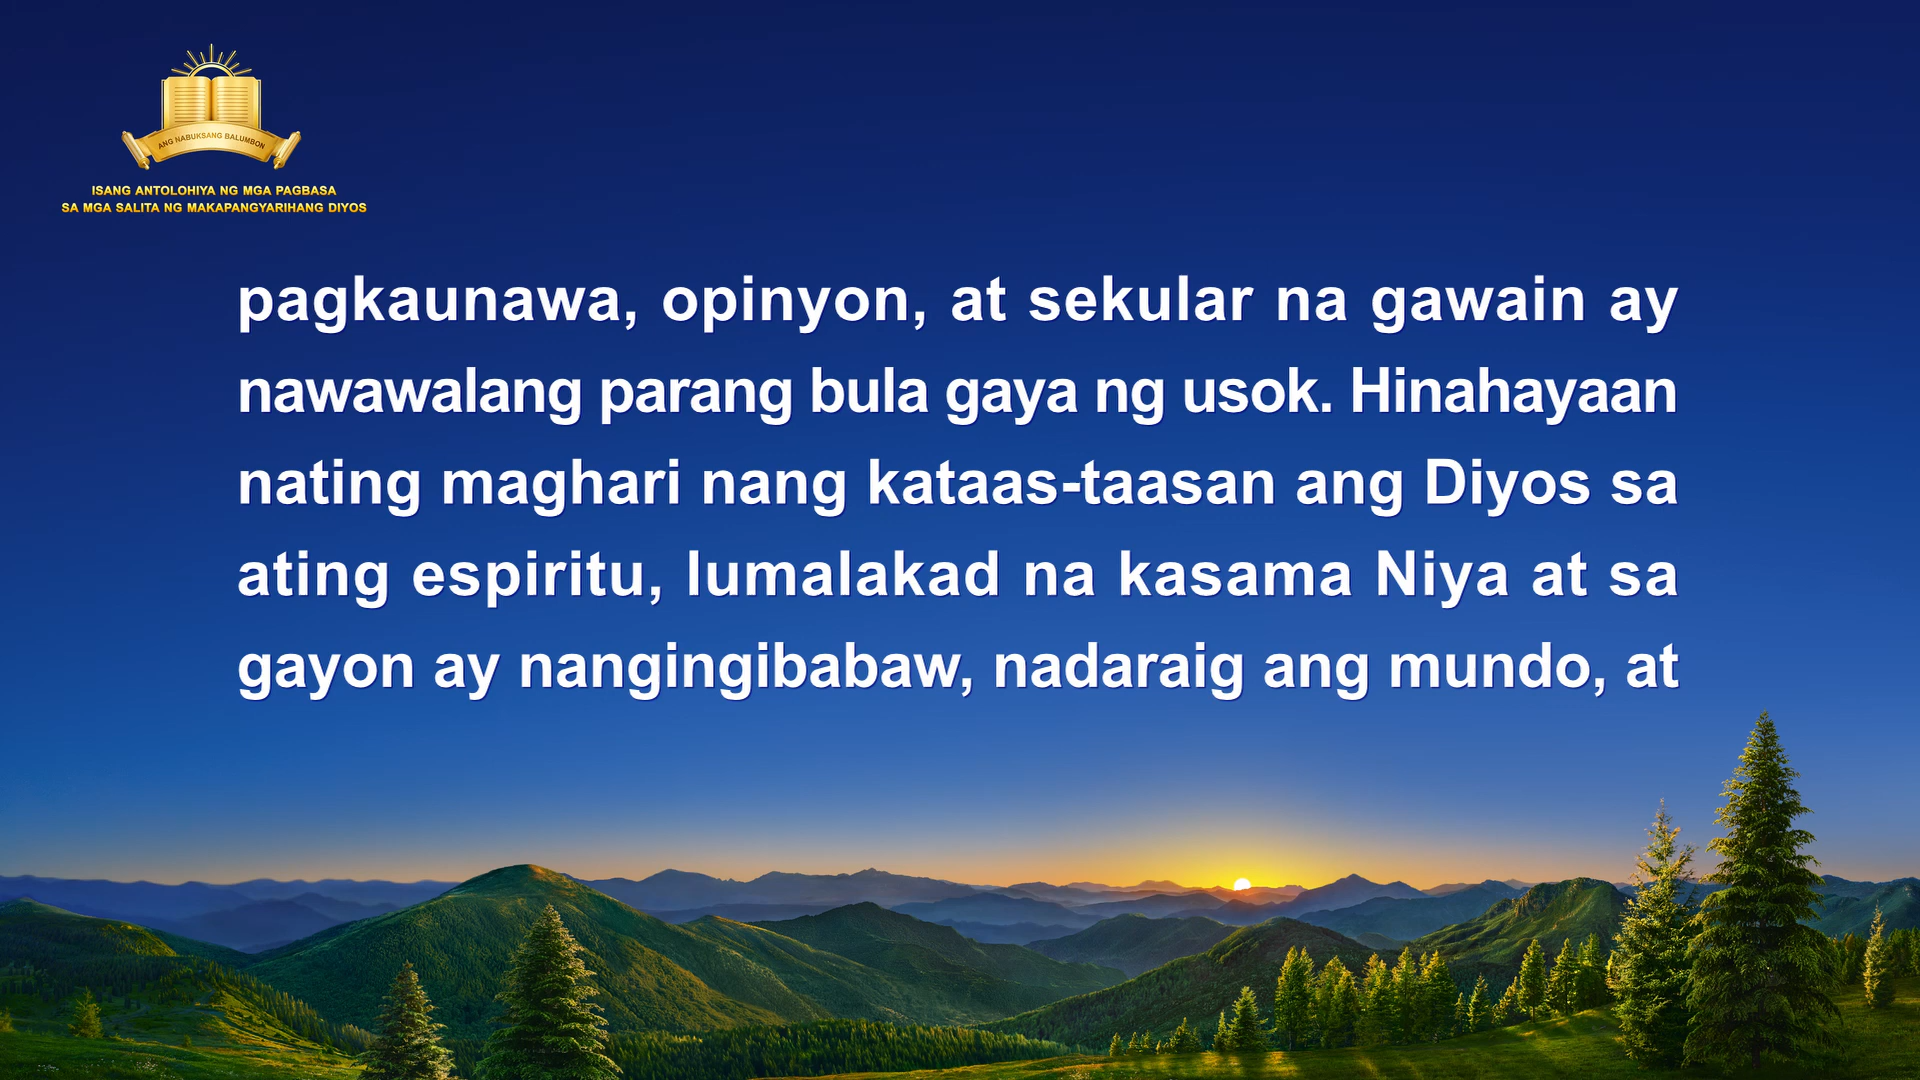 ANG NABUKSANG BALUMBON
ISANG ANTOLOHIYA NG MGA PAGBASA
SA MGA SALITA NG MAKAPANGYARIHANG DIYOS
pagkaunawa, opinyon, at sekular na gawain ay
nawawalang parang bula gaya ng usok. Hinahayaan
nating maghari nang kataas-taasan ang Diyos sa
ating espiritu, lumalakad na kasama Niya at sa
gayon ay nangingibabaw, nadaraig ang mundo, at